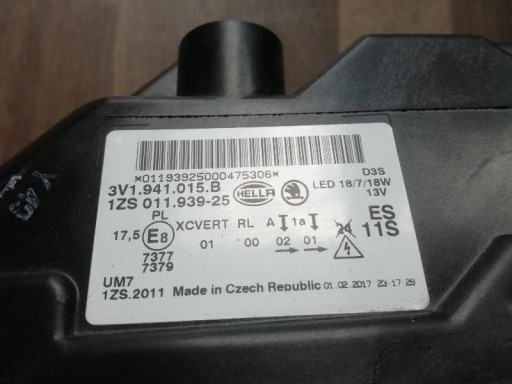 *01193925000475306*
3V1.941.015.B HELLA D3S
1ZS 011.939-25 LED 18/7/18W
13V
PL XCVERT RL A 1a ES
17,5 E8 01 00 02 01 24 11S
7377
7379
UM7
1ZS.2011 Made in Czech Republic 01.02.2017 23:17:28